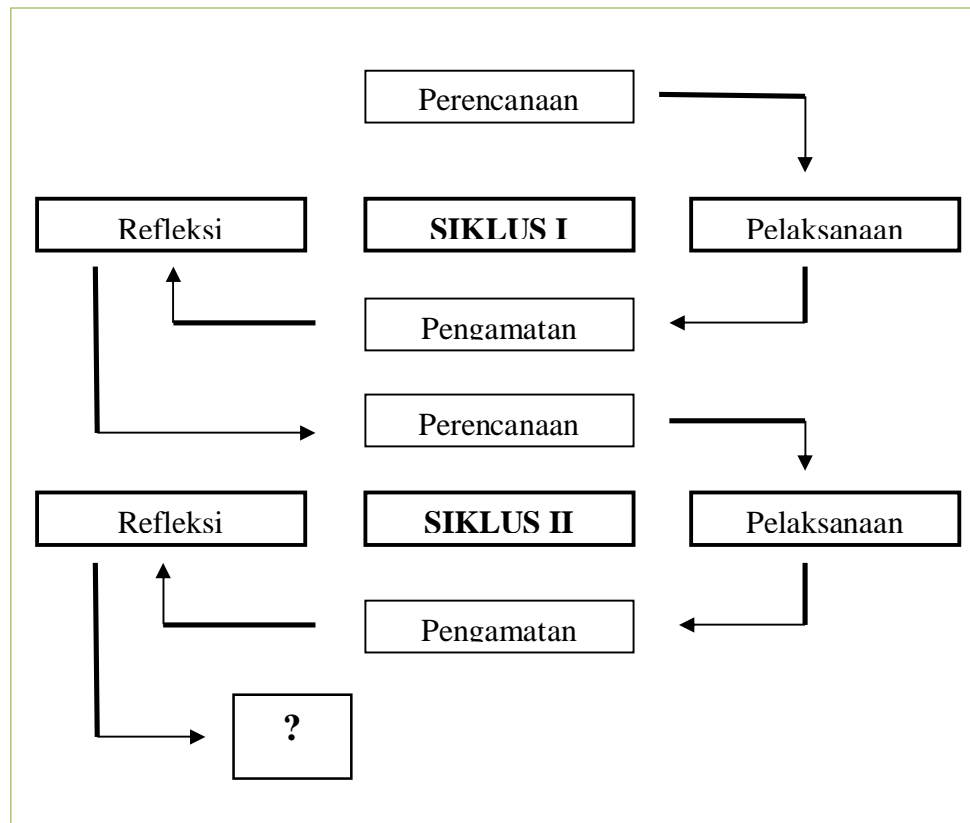 Perencanaan
Refleksi
SIKLUS I
Pelaksanaan
Pengamatan
Perencanaan
Refleksi
SIKLUS II
Pelaksanaan
Pengamatan
?